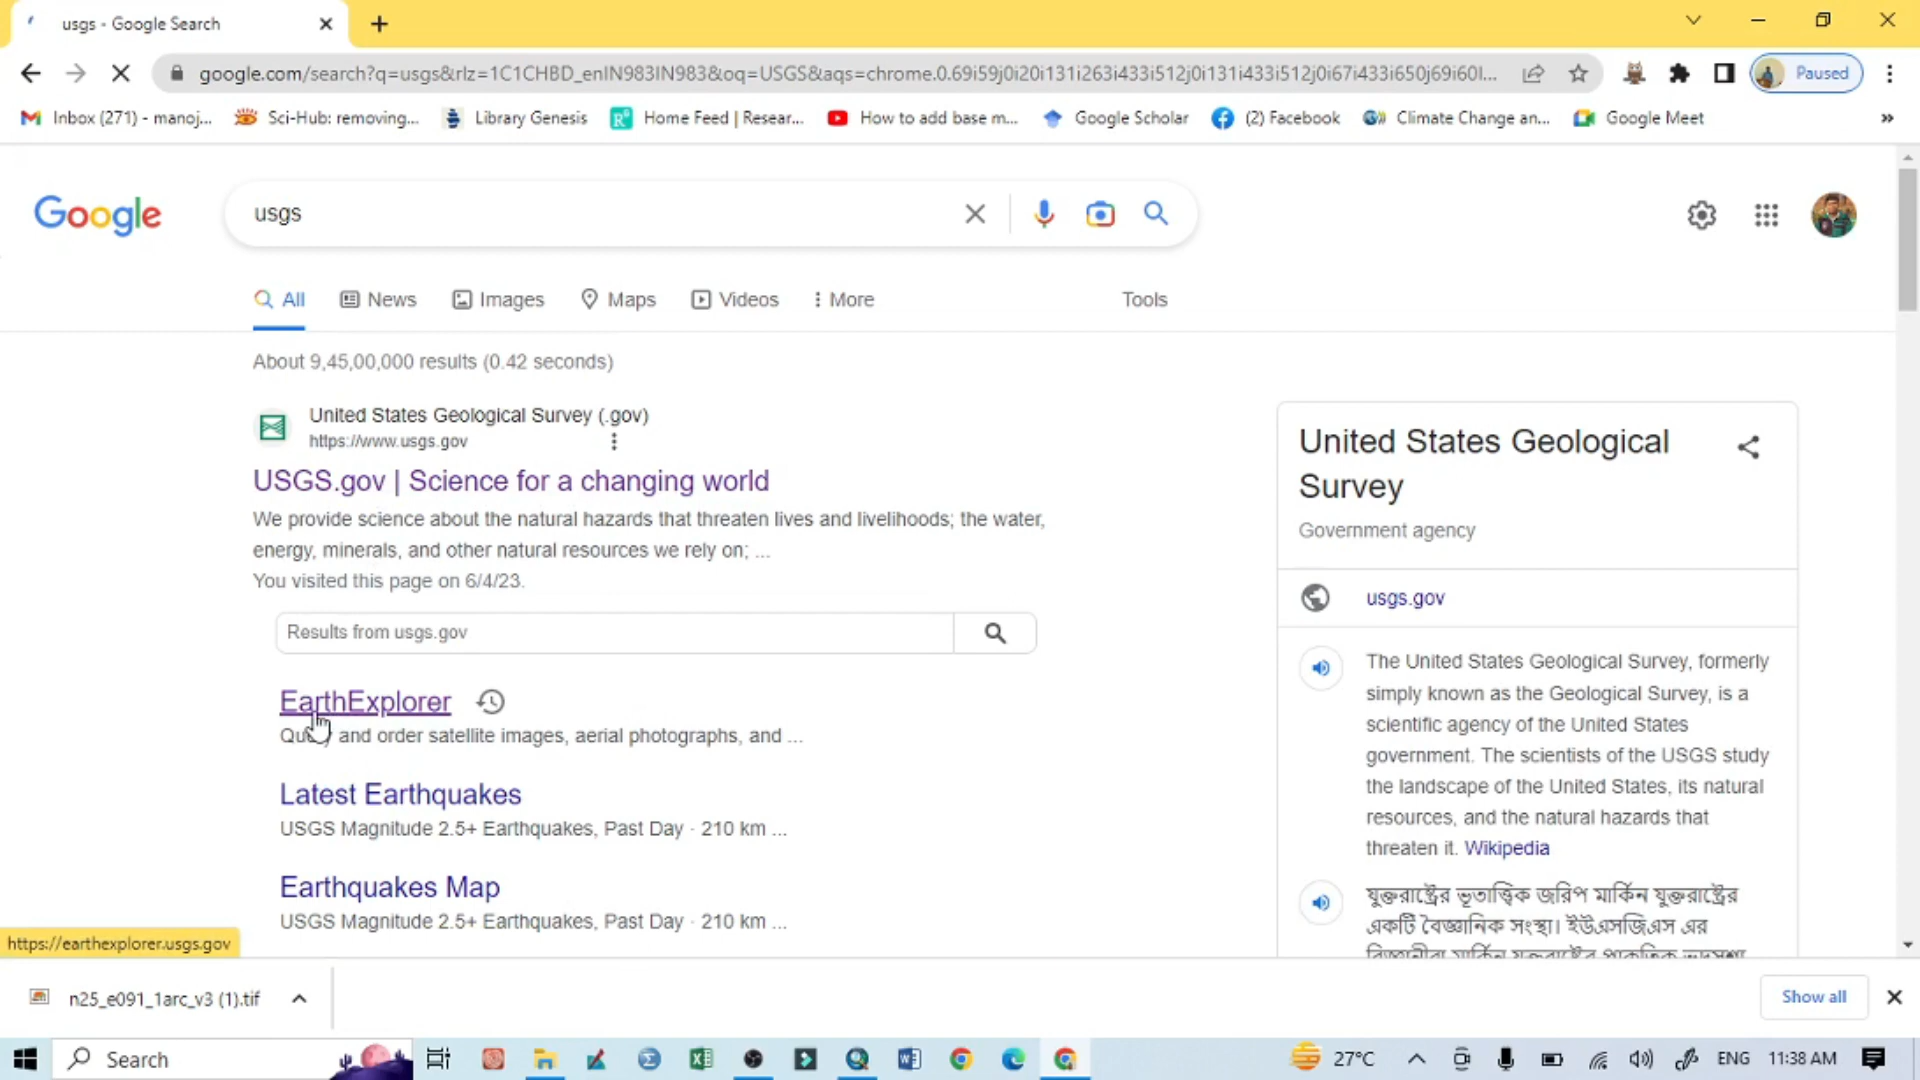 usgs - Google Search
google.com/search?q=usgs&rlz=1C1CHBD_enIN983IN983&oq=USGS&aqs=chrome.0.69i59j0i20i131i263i433i512j0i131i433i512j0i67i433i650j69i60l...
Paused
Inbox (271) - manoj...
Sci-Hub: removing...
Library Genesis
Home Feed | Resear...
How to add base m...
Google Scholar
(2) Facebook
Climate Change an...
Google Meet
Google
usgs
All
News
Images
Maps
Videos
More
Tools
About 9,45,00,000 results (0.42 seconds)
United States Geological Survey (.gov)
https://www.usgs.gov
USGS.gov | Science for a changing world
We provide science about the natural hazards that threaten lives and livelihoods; the water,
energy, minerals, and other natural resources we rely on; ...
You visited this page on 6/4/23.
Results from usgs.gov
EarthExplorer
and order satellite images, aerial photographs, and ...
Latest Earthquakes
USGS Magnitude 2.5+ Earthquakes, Past Day · 210 km ...
Earthquakes Map
USGS Magnitude 2.5+ Earthquakes, Past Day · 210 km ...
United States Geological
Survey
Government agency
usgs.gov
The United States Geological Survey, formerly
simply known as the Geological Survey, is a
scientific agency of the United States
government. The scientists of the USGS study
the landscape of the United States, its natural
resources, and the natural hazards that
threaten it. Wikipedia
যুক্তরাষ্ট্রের ভূতাত্ত্বিক জরিপ মার্কিন যুক্তরাষ্ট্রের
একটি বৈজ্ঞানিক সংস্থা। ইউএসজিএস এর
https://earthexplorer.usgs.gov
n25_e091_1arc_v3 (1).tif
Show all
Search
27°C
ENG
11:38 AM